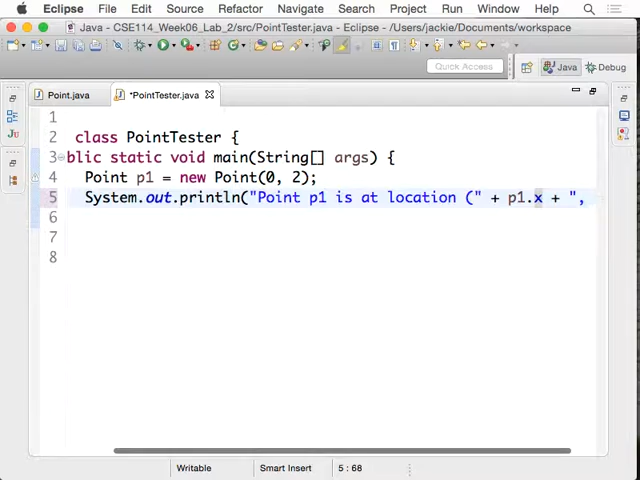 Eclipse File Edit Source Refactor Navigate Search Project Run Window Help
Java - CSE114_Week06_Lab_2/src/PointTester.java - Eclipse - /Users/jackie/Documents/workspace
Quick Access
Java
Debug
Point.java
*PointTester.java
1
2 class PointTester {
3 blic static void main(String[] args) {
4 Point p1 = new Point(0, 2);
5 System.out.println("Point p1 is at location (" + p1.x + ",
6
7
8
Ju
Writable Smart Insert 5 : 68